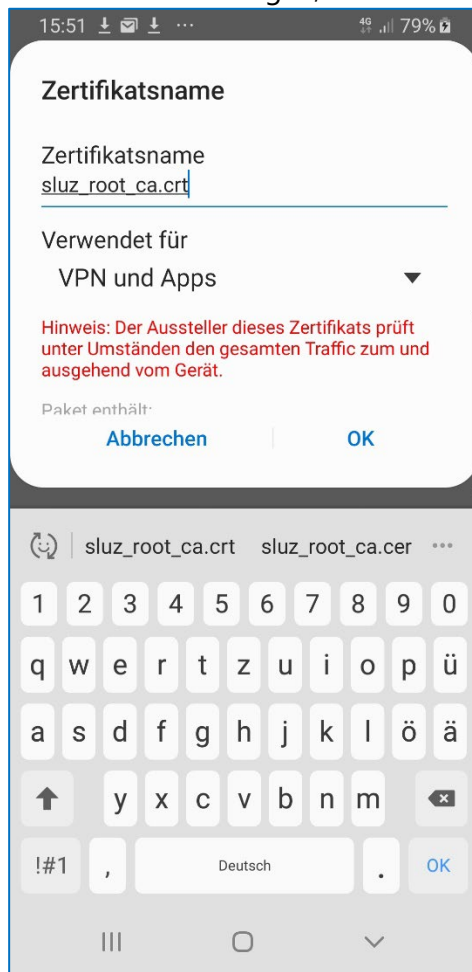 15:51 ... 4G 79%
Zertifikatsname
Zertifikatsname
sluz_root_ca.crt
Verwendet für
VPN und Apps
Hinweis: Der Aussteller dieses Zertifikats prüft
unter Umständen den gesamten Traffic zum und
ausgehend vom Gerät.
Paket enthält:
Abbrechen OK
sluz_root_ca.crt sluz_root_ca.cer ...
1 2 3 4 5 6 7 8 9 0
q w e r t z u i o p ü
a s d f g h j k l ö ä
y x c v b n m
!#1 , Deutsch . OK